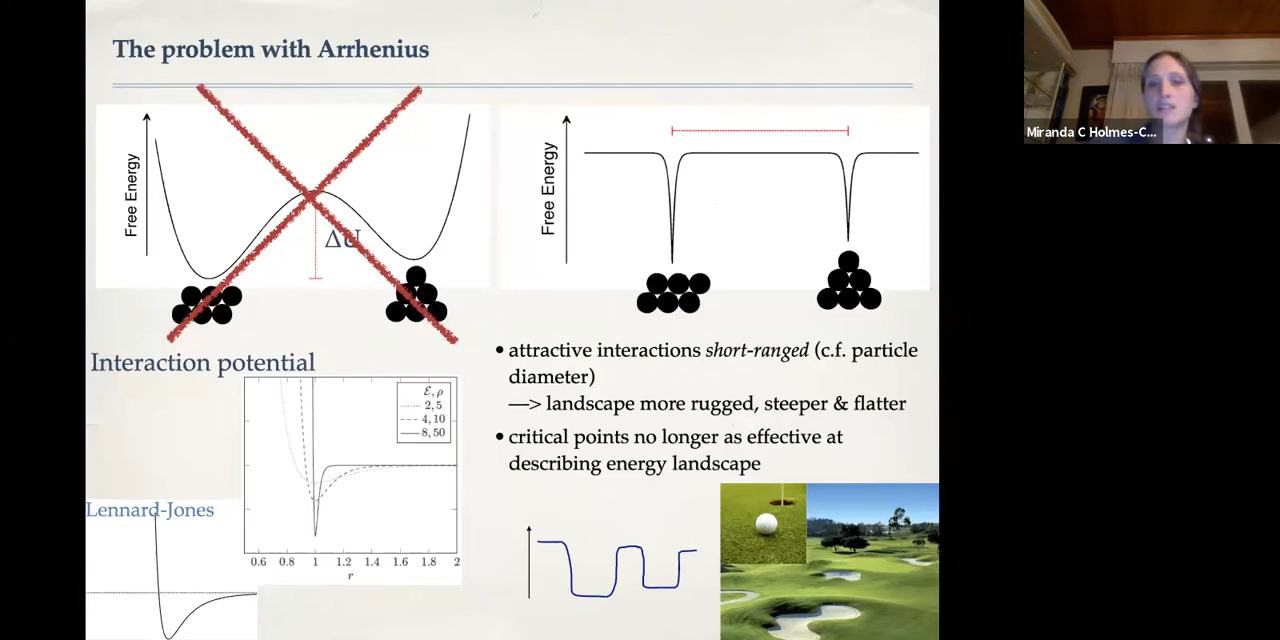 The problem with Arrhenius
Free Energy
ΔU
Free Energy
Interaction potential
ℰ, ρ
2, 5
4, 10
8, 50
0.6 0.8 1 1.2 1.4 1.6 1.8 2
r
Lennard-Jones
• attractive interactions short-ranged (c.f. particle
diameter)
—> landscape more rugged, steeper & flatter
• critical points no longer as effective at
describing energy landscape
Miranda C Holmes-C...